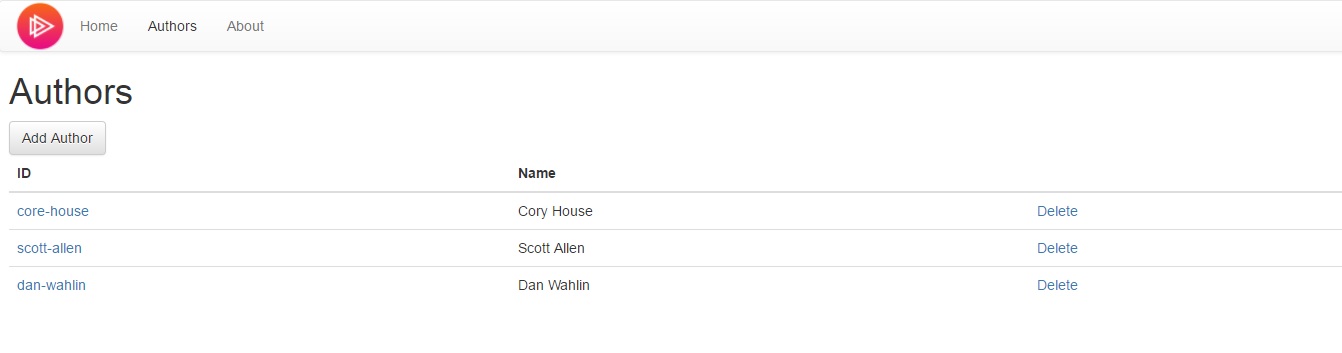 Home Authors About
Authors
Add Author
ID Name
core-house Cory House Delete
scott-allen Scott Allen Delete
dan-wahlin Dan Wahlin Delete